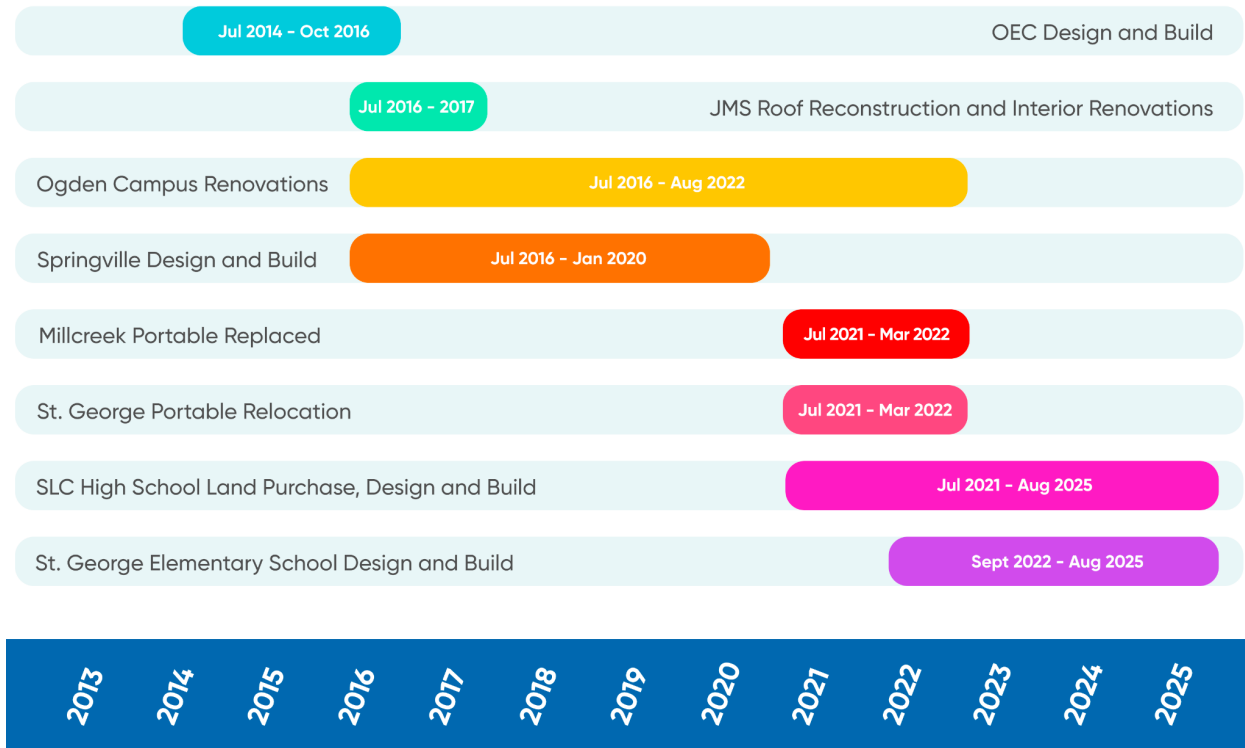 Jul 2014 - Oct 2016 OEC Design and Build
Jul 2016 - 2017 JMS Roof Reconstruction and Interior Renovations
Ogden Campus Renovations Jul 2016 - Aug 2022
Springville Design and Build Jul 2016 - Jan 2020
Millcreek Portable Replaced Jul 2021 - Mar 2022
St. George Portable Relocation Jul 2021 - Mar 2022
SLC High School Land Purchase, Design and Build Jul 2021 - Aug 2025
St. George Elementary School Design and Build Sept 2022 - Aug 2025
2013 2014 2015 2016 2017 2018 2019 2020 2021 2022 2023 2024 2025